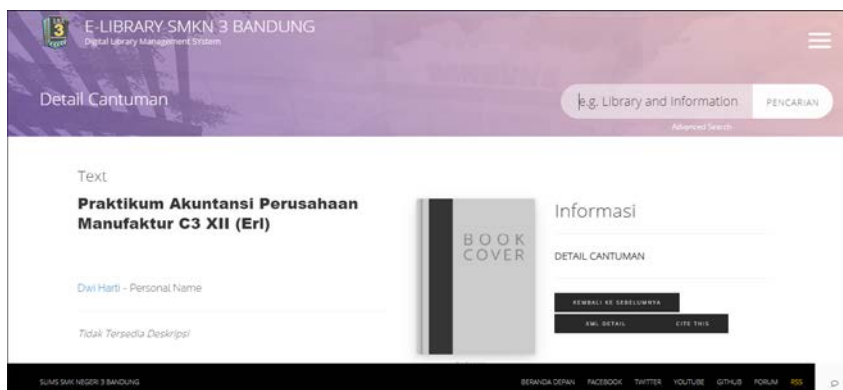 E-LIBRARY SMKN 3 BANDUNG
Digital Library Management System
Detail Cantuman
e.g. Library and Information
PENCARIAN
Advanced Search
Text
Praktikum Akuntansi Perusahaan
Manufaktur C3 XII (Erl)
Dwi Harti - Personal Name
Tidak Tersedia Deskripsi
BOOK
COVER
Informasi
DETAIL CANTUMAN
KEMBALI KE SEBELUMNYA
XML DETAIL
CITE THIS
SLIMS SMK NEGERI 3 BANDUNG
BERANDA DEPAN FACEBOOK TWITTER YOUTUBE GITHUB FORUM RSS